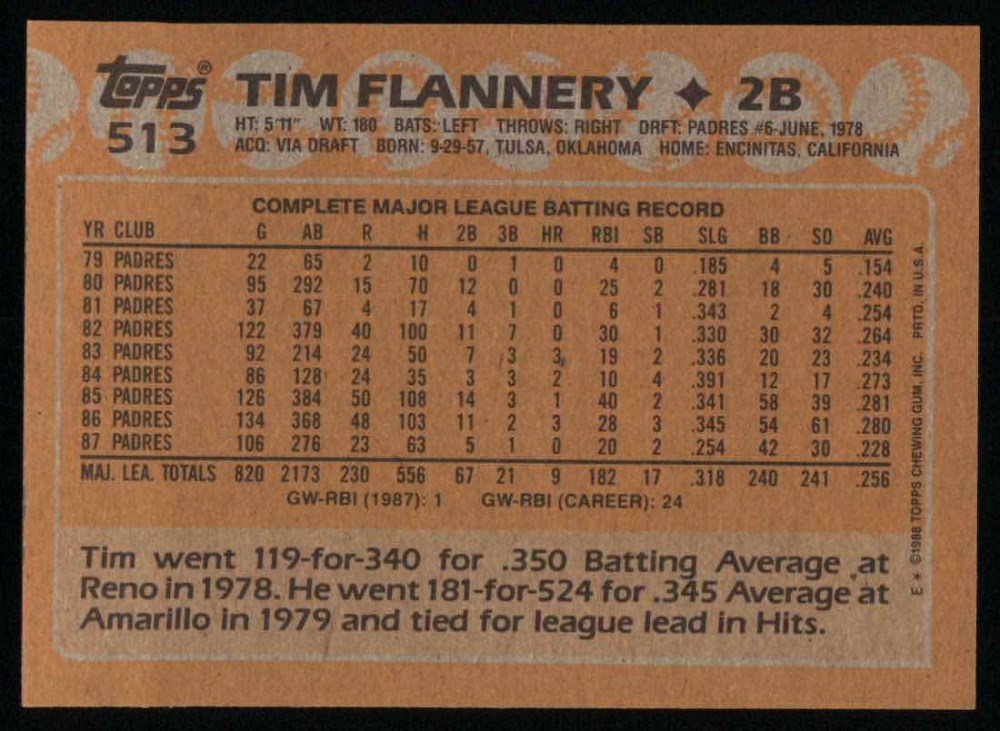 topps®
TIM FLANNERY ✦ 2B
513
HT: 5'11" WT: 180 BATS: LEFT THROWS: RIGHT DRFT: PADRES #6-JUNE, 1978
ACQ: VIA DRAFT BORN: 9-29-57, TULSA, OKLAHOMA HOME: ENCINITAS, CALIFORNIA
COMPLETE MAJOR LEAGUE BATTING RECORD
YR CLUB G AB R H 2B 3B HR RBI SB SLG BB SO AVG
79 PADRES 22 65 2 10 0 1 0 4 0 .185 4 5 .154
80 PADRES 95 292 15 70 12 0 0 25 2 .281 18 30 .240
81 PADRES 37 67 4 17 4 1 0 6 1 .343 2 4 .254
82 PADRES 122 379 40 100 11 7 0 30 1 .330 30 32 .264
83 PADRES 92 214 24 50 7 3 3 19 2 .336 20 23 .234
84 PADRES 86 128 24 35 3 3 2 10 4 .391 12 17 .273
85 PADRES 126 384 50 108 14 3 1 40 2 .341 58 39 .281
86 PADRES 134 368 48 103 11 2 3 28 3 .345 54 61 .280
87 PADRES 106 276 23 63 5 1 0 20 2 .254 42 30 .228
MAJ. LEA. TOTALS 820 2173 230 556 67 21 9 182 17 .318 240 241 .256
GW-RBI (1987): 1 GW-RBI (CAREER): 24
Tim went 119-for-340 for .350 Batting Average at
Reno in 1978. He went 181-for-524 for .345 Average at
Amarillo in 1979 and tied for league lead in Hits.
E* ©1988 TOPPS CHEWING GUM, INC. PRTD. IN U.S.A.